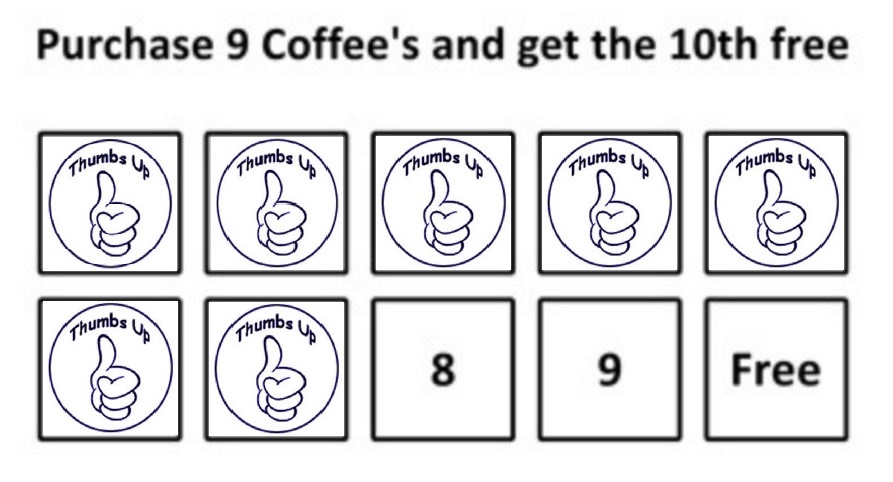 Purchase 9 Coffee's and get the 10th free
Thumbs Up Thumbs Up Thumbs Up Thumbs Up Thumbs Up
Thumbs Up Thumbs Up 8 9 Free